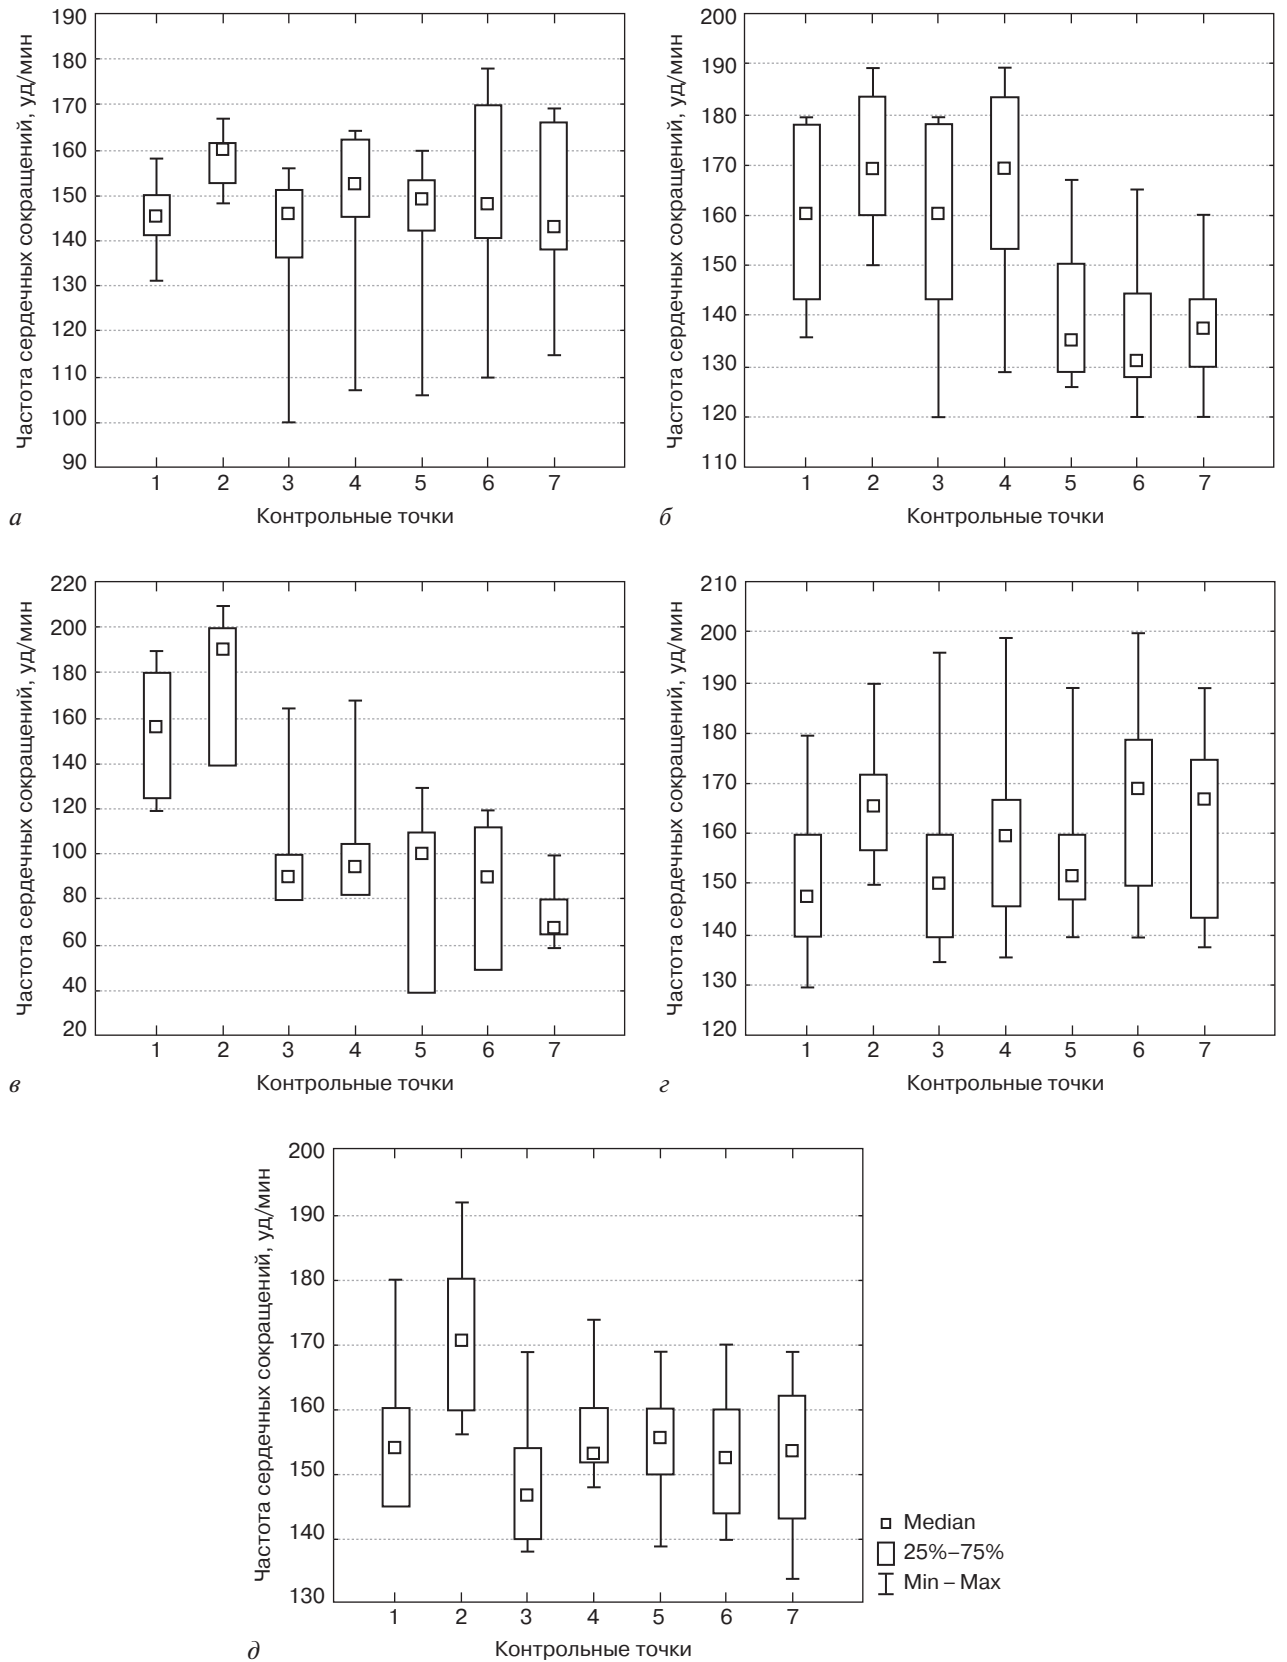 Частота сердечных сокращений, уд/мин
190
180
170
160
150
140
130
120
110
100
90
1 2 3 4 5 6 7
Контрольные точки
а
Частота сердечных сокращений, уд/мин
200
190
180
170
160
150
140
130
120
110
1 2 3 4 5 6 7
Контрольные точки
б
Частота сердечных сокращений, уд/мин
220
200
180
160
140
120
100
80
60
40
20
1 2 3 4 5 6 7
Контрольные точки
в
Частота сердечных сокращений, уд/мин
210
200
190
180
170
160
150
140
130
120
1 2 3 4 5 6 7
Контрольные точки
г
Частота сердечных сокращений, уд/мин
200
190
180
170
160
150
140
130
1 2 3 4 5 6 7
Контрольные точки
д
Median
25%–75%
Min – Max